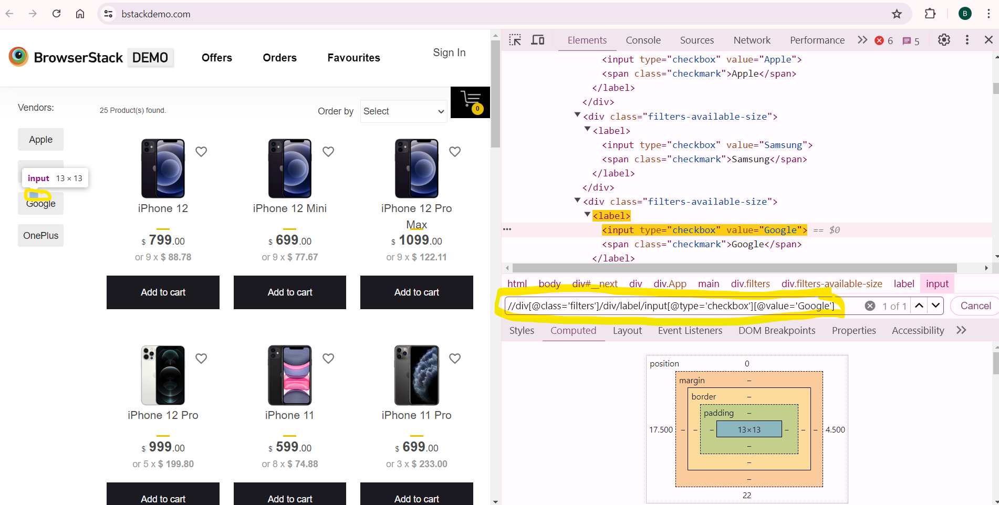 bstackdemo.com
B
BrowserStack DEMO
Offers
Orders
Favourites
Sign In
0
Vendors:
25 Product(s) found.
Order by
Select
Apple
input 13 × 13
Google
OnePlus
iPhone 12
$ 799.00
or 9 x $ 88.78
Add to cart
iPhone 12 Mini
$ 699.00
or 9 x $ 77.67
Add to cart
iPhone 12 Pro
Max
$ 1099.00
or 9 x $ 122.11
Add to cart
iPhone 12 Pro
$ 999.00
or 5 x $ 199.80
Add to cart
iPhone 11
$ 599.00
or 8 x $ 74.88
Add to cart
iPhone 11 Pro
$ 699.00
or 3 x $ 233.00
Add to cart
Elements Console Sources Network Performance 6 5
<input type="checkbox" value="Apple">
<span class="checkmark">Apple</span>
</label>
</div>
<div class="filters-available-size">
<label>
<input type="checkbox" value="Samsung">
<span class="checkmark">Samsung</span>
</label>
</div>
<div class="filters-available-size">
<label>
<input type="checkbox" value="Google"> == $0
<span class="checkmark">Google</span>
</label>
html body div#__next div div.App main div.filters div.filters-available-size label input
//div[@class='filters']/div/label/input[@type='checkbox'][@value='Google'] 1 of 1 Cancel
Styles Computed Layout Event Listeners DOM Breakpoints Properties Accessibility
position 0
margin –
border –
padding –
17.500 – – – 13×13 – – – 4.500
–
–
–
22